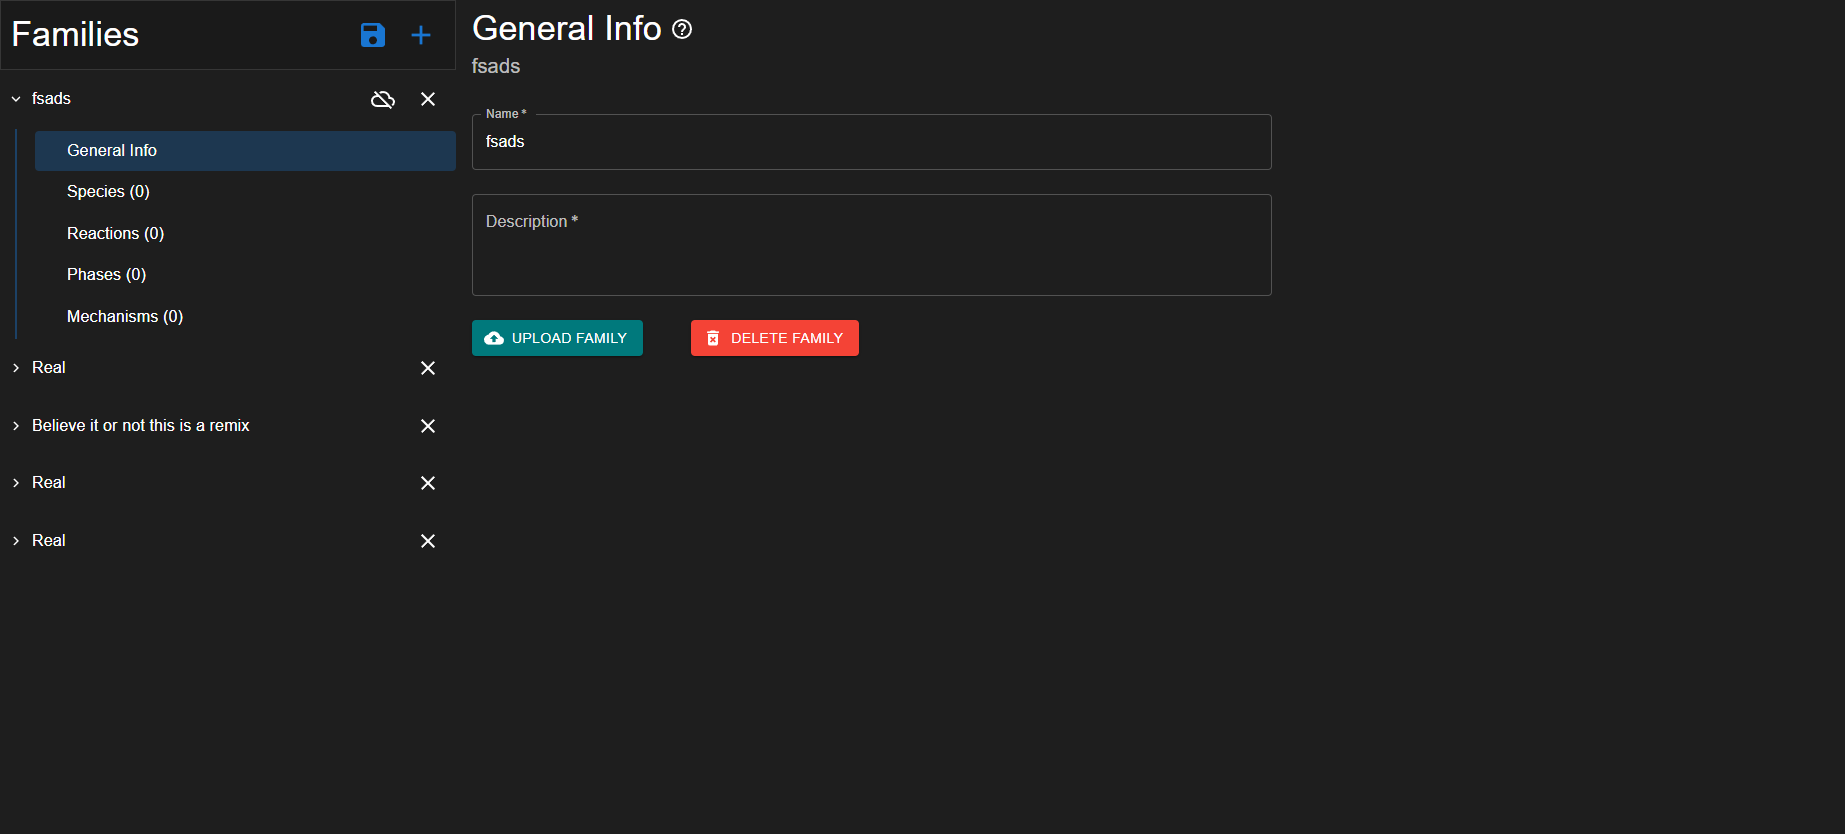 Families
fsads
General Info
Species (0)
Reactions (0)
Phases (0)
Mechanisms (0)
Real
Believe it or not this is a remix
Real
Real
General Info
fsads
Name *
fsads
Description *
UPLOAD FAMILY
DELETE FAMILY